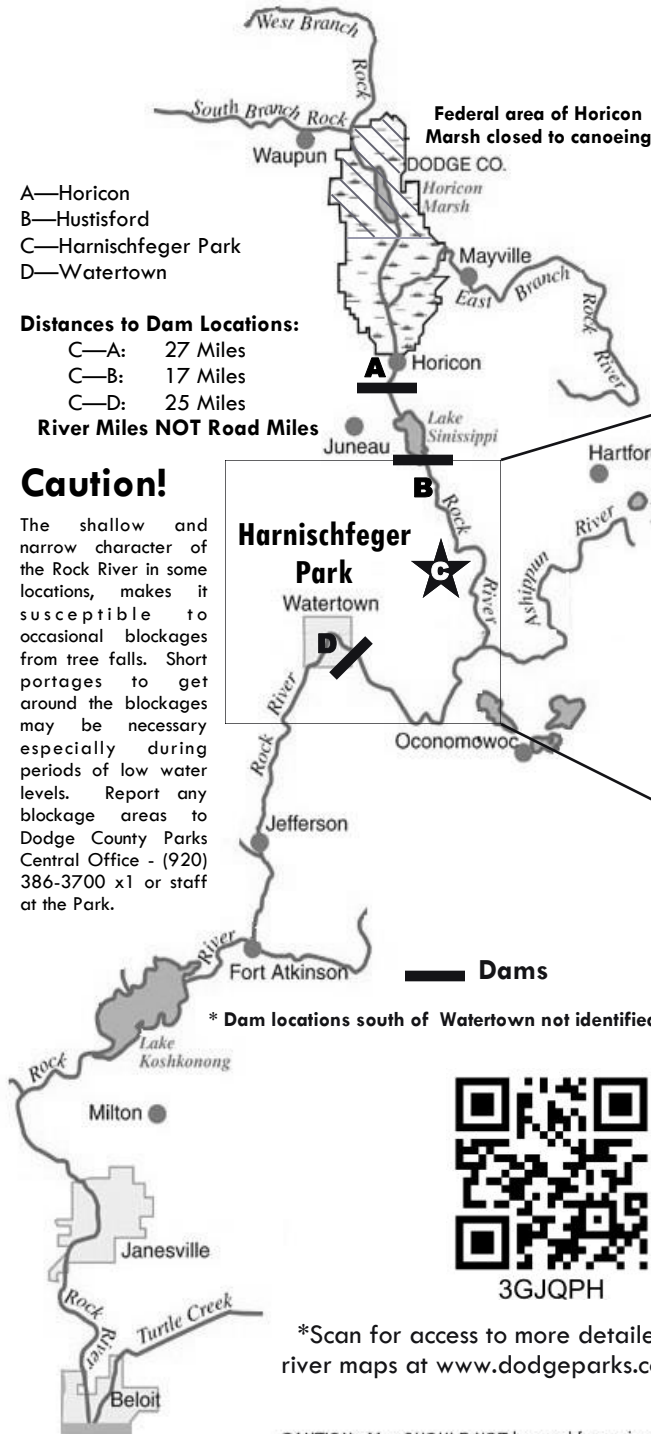 West Branch
Rock
South Branch Rock
Federal area of Horicon
Marsh closed to canoeing
Waupun
DODGE CO.
Horicon
Marsh
A—Horicon
B—Hustisford
C—Harnischfeger Park
D—Watertown
Mayville
East Branch
Rock
River
Distances to Dam Locations:
C—A: 27 Miles
C—B: 17 Miles
C—D: 25 Miles
River Miles NOT Road Miles
A
Horicon
Lake
Sinissippi
Juneau
B
Hartfor
Caution!
The shallow and
narrow character of
the Rock River in some
locations, makes it
susceptible to
occasional blockages
from tree falls. Short
portages to get
around the blockages
may be necessary
especially during
periods of low water
levels. Report any
blockage areas to
Dodge County Parks
Central Office - (920)
386-3700 x1 or staff
at the Park.
Harnischfeger
Park
Rock
River
C
Ashippun
River
Watertown
D
Rock River
Oconomowoc
Jefferson
River
Fort Atkinson
Dams
* Dam locations south of Watertown not identified
Lake
Koshkonong
Rock
Milton
Janesville
3GJQPH
Rock
River
Turtle Creek
Beloit
*Scan for access to more detaile
river maps at www.dodgeparks.co